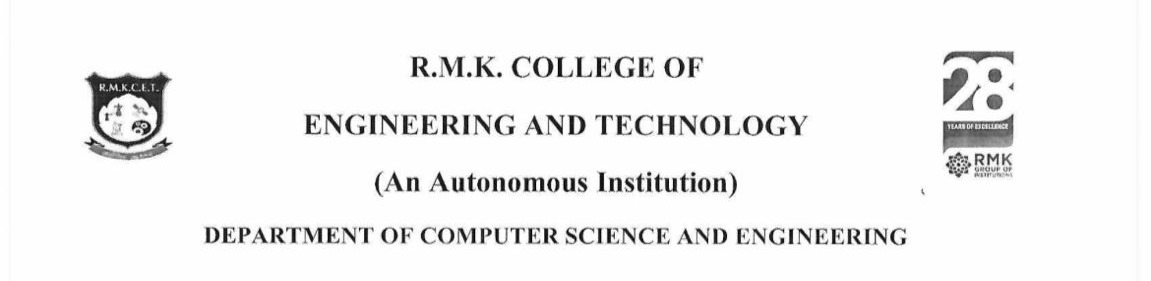 R.M.K. COLLEGE OF
ENGINEERING AND TECHNOLOGY
(An Autonomous Institution)
DEPARTMENT OF COMPUTER SCIENCE AND ENGINEERING
R.M.K.C.E.T.
28
YEARS OF EXCELLENCE
RMK
GROUP OF
INSTITUTIONS